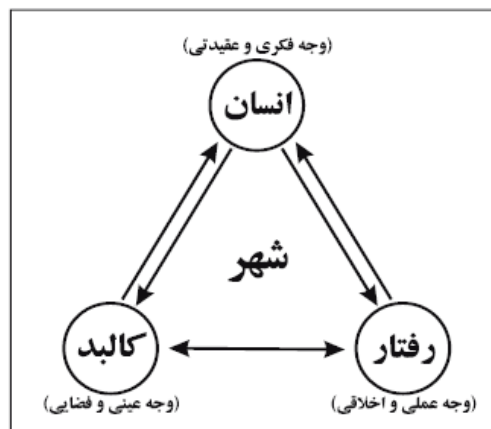 (وجه فکری و عقیدتی)
انسان
شهر
رفتار
کالبد
(وجه عملی و اخلاقی)
(وجه عینی و فضایی)